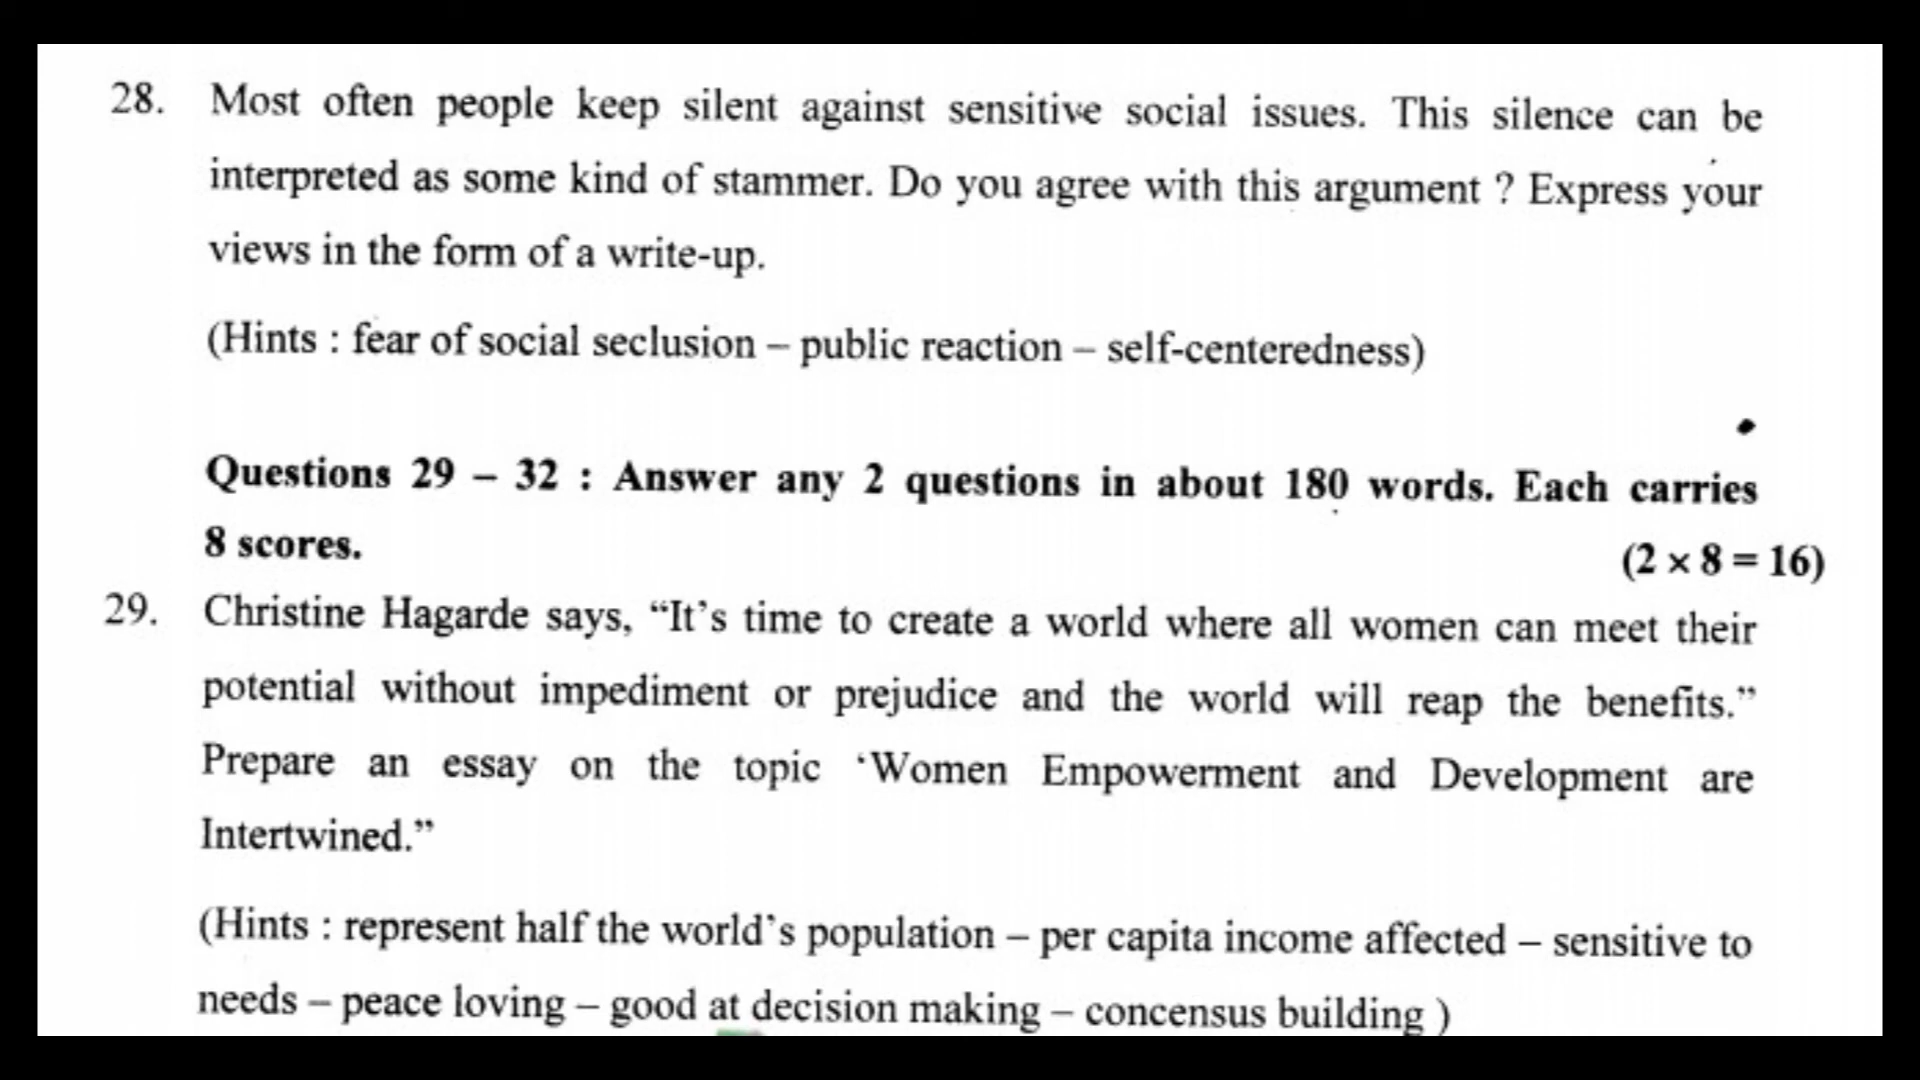 28. Most often people keep silent against sensitive social issues. This silence can be
interpreted as some kind of stammer. Do you agree with this argument ? Express your
views in the form of a write-up.
(Hints : fear of social seclusion – public reaction – self-centeredness)
Questions 29 – 32 : Answer any 2 questions in about 180 words. Each carries
8 scores. (2 × 8 = 16)
29. Christine Hagarde says, “It’s time to create a world where all women can meet their
potential without impediment or prejudice and the world will reap the benefits.”
Prepare an essay on the topic ‘Women Empowerment and Development are
Intertwined.”
(Hints : represent half the world’s population – per capita income affected – sensitive to
needs – peace loving – good at decision making – concensus building )